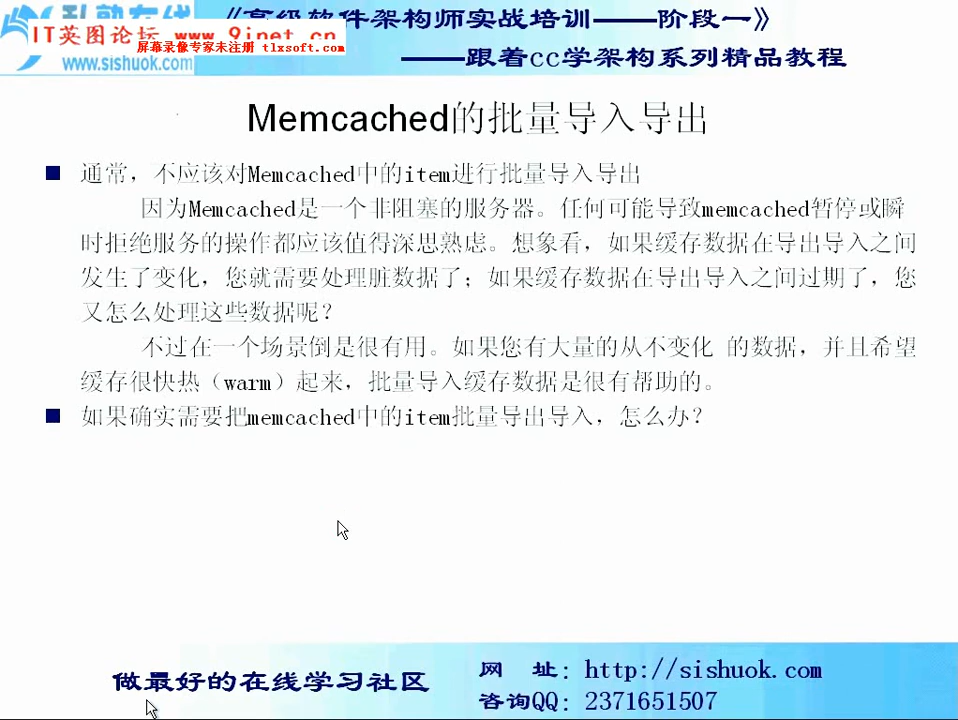 《高级软件架构师实战培训——阶段一》
IT英图论坛 www.9inet.cn
屏幕录像专家未注册 tlxsoft.com
www.sishuok.com
——跟着cc学架构系列精品教程
Memcached的批量导入导出
通常，不应该对Memcached中的item进行批量导入导出
因为Memcached是一个非阻塞的服务器。任何可能导致memcached暂停或瞬
时拒绝服务的操作都应该值得深思熟虑。想象看，如果缓存数据在导出导入之间
发生了变化，您就需要处理脏数据了；如果缓存数据在导出导入之间过期了，您
又怎么处理这些数据呢？
不过在一个场景倒是很有用。如果您有大量的从不变化 的数据，并且希望
缓存很快热（warm）起来，批量导入缓存数据是很有帮助的。
如果确实需要把memcached中的item批量导出导入，怎么办？
做最好的在线学习社区
网 址：http://sishuok.com
咨询QQ：2371651507